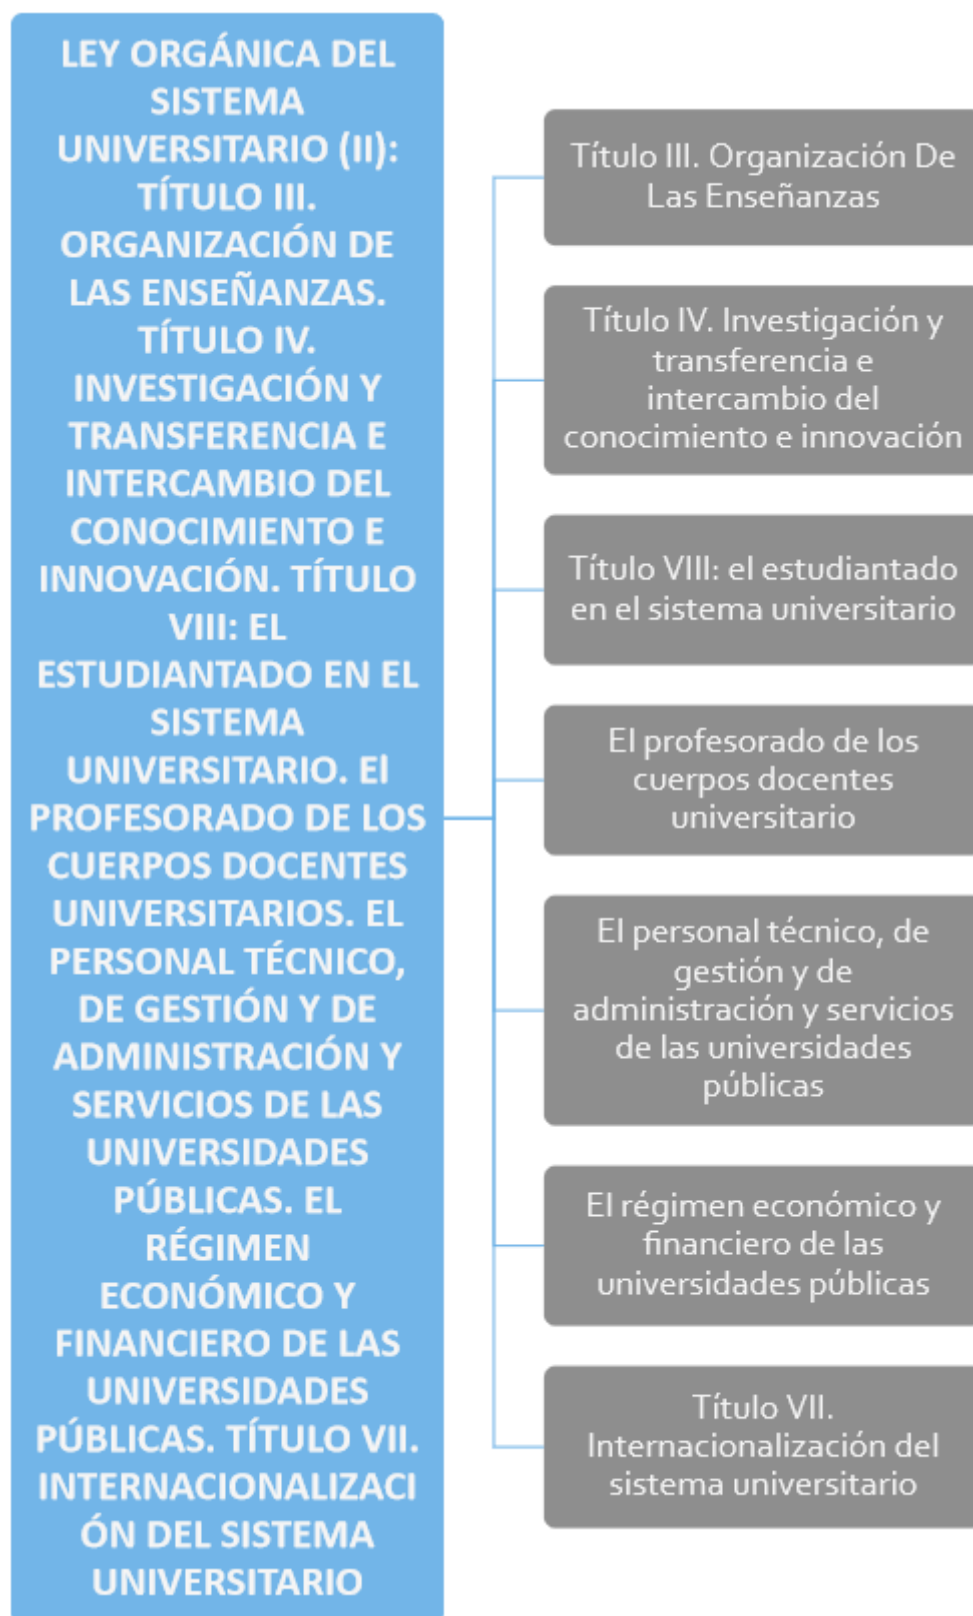 LEY ORGÁNICA DEL
SISTEMA
UNIVERSITARIO (II):
TÍTULO III.
ORGANIZACIÓN DE
LAS ENSEÑANZAS.
TÍTULO IV.
INVESTIGACIÓN Y
TRANSFERENCIA E
INTERCAMBIO DEL
CONOCIMIENTO E
INNOVACIÓN. TÍTULO
VIII: EL
ESTUDIANTADO EN EL
SISTEMA
UNIVERSITARIO. El
PROFESORADO DE LOS
CUERPOS DOCENTES
UNIVERSITARIOS. EL
PERSONAL TÉCNICO,
DE GESTIÓN Y DE
ADMINISTRACIÓN Y
SERVICIOS DE LAS
UNIVERSIDADES
PÚBLICAS. EL
RÉGIMEN
ECONÓMICO Y
FINANCIERO DE LAS
UNIVERSIDADES
PÚBLICAS. TÍTULO VII.
INTERNACIONALIZACI
ÓN DEL SISTEMA
UNIVERSITARIO
Título III. Organización De
Las Enseñanzas
Título IV. Investigación y
transferencia e
intercambio del
conocimiento e innovación
Título VIII: el estudiantado
en el sistema universitario
El profesorado de los
cuerpos docentes
universitario
El personal técnico, de
gestión y de
administración y servicios
de las universidades
públicas
El régimen económico y
financiero de las
universidades públicas
Título VII.
Internacionalización del
sistema universitario